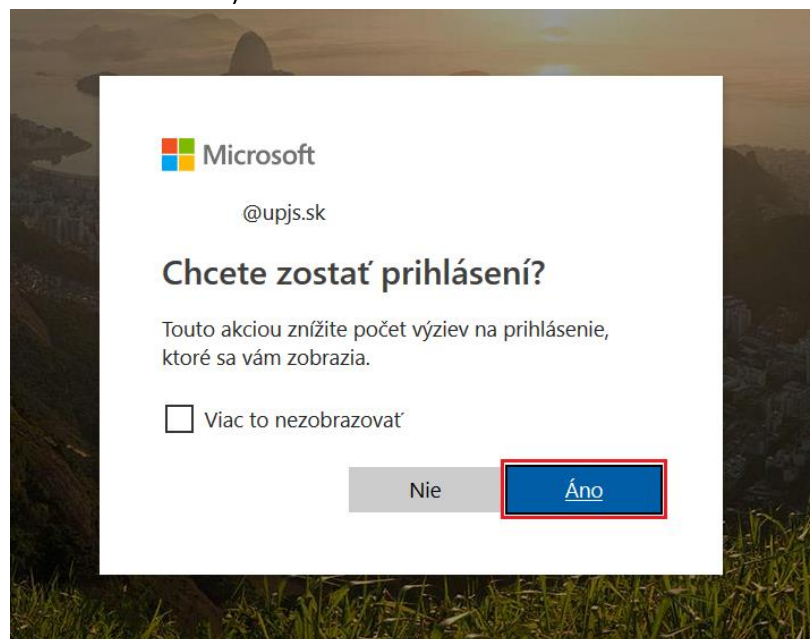 Microsoft
@upjs.sk
Chcete zostať prihlásení?
Touto akciou znížite počet výziev na prihlásenie,
ktoré sa vám zobrazia.
Viac to nezobrazovať
Nie
Áno